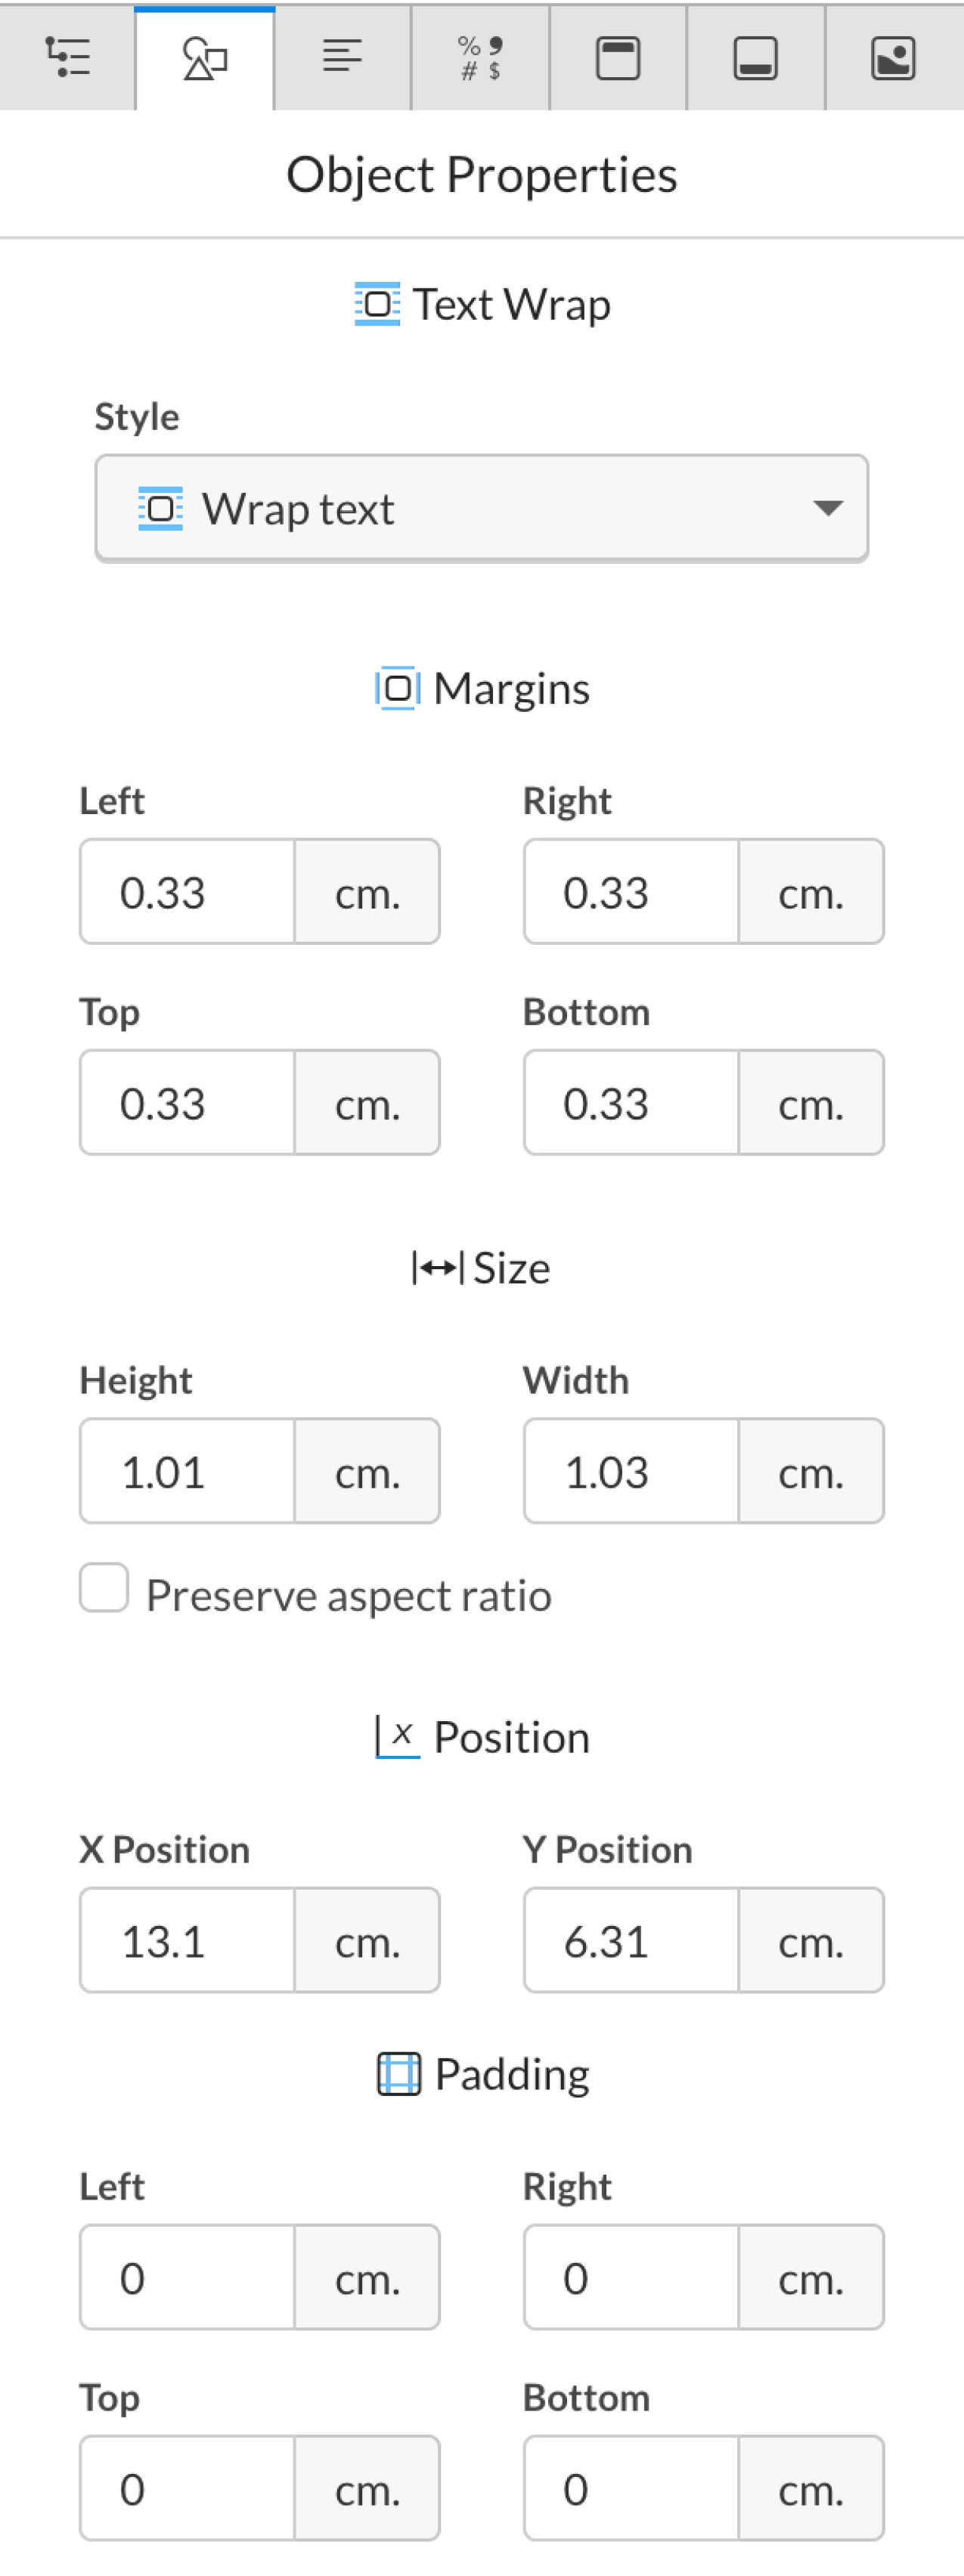 % ,
# $
Object Properties
Text Wrap
Style
Wrap text
Margins
Left Right
0.33 cm. 0.33 cm.
Top Bottom
0.33 cm. 0.33 cm.
Size
Height Width
1.01 cm. 1.03 cm.
Preserve aspect ratio
x Position
X Position Y Position
13.1 cm. 6.31 cm.
Padding
Left Right
0 cm. 0 cm.
Top Bottom
0 cm. 0 cm.